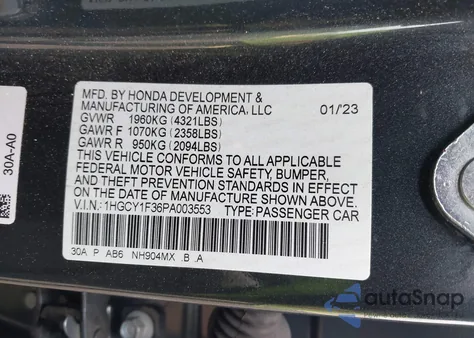 MFD. BY HONDA DEVELOPMENT &
MANUFACTURING OF AMERICA, LLC 01/'23
GVWR 1960KG (4321LBS)
GAWR F 1070KG (2358LBS)
GAWR R 950KG (2094LBS)
THIS VEHICLE CONFORMS TO ALL APPLICABLE
FEDERAL MOTOR VEHICLE SAFETY, BUMPER,
AND THEFT PREVENTION STANDARDS IN EFFECT
ON THE DATE OF MANUFACTURE SHOWN ABOVE.
V.I.N.: 1HGCY1F36PA003553 TYPE: PASSENGER CAR
30A P AB6 NH904MX .B .A
30A-A0
autoSnap